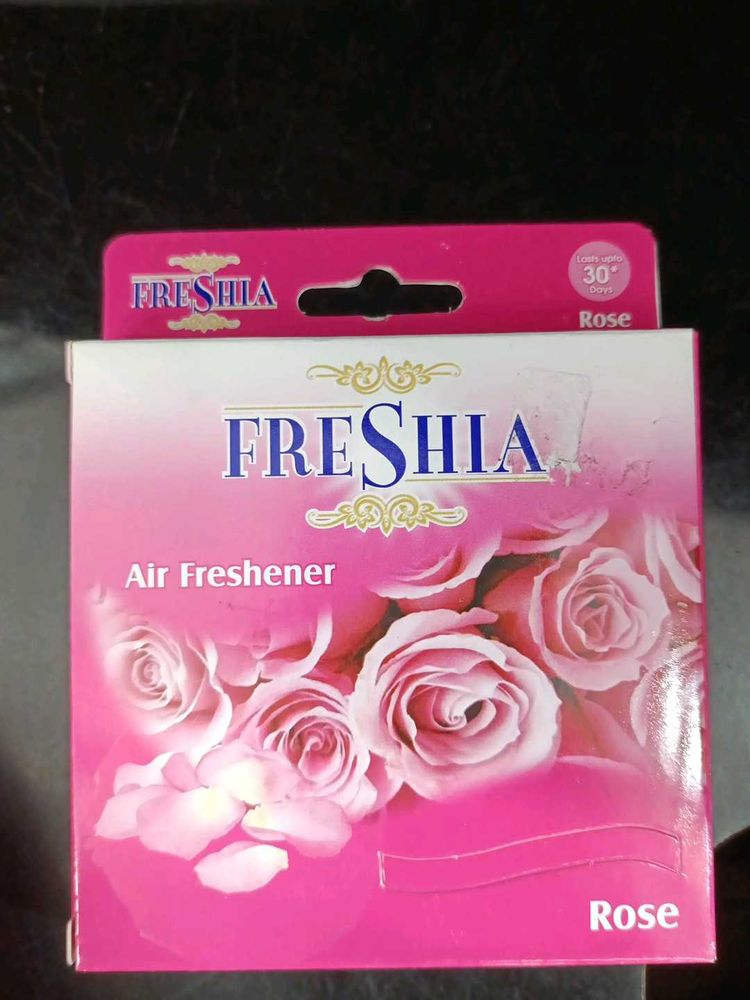 FRESHIA
Lasts upto
30*
Days
Rose
FRESHIA
Air Freshener
Rose